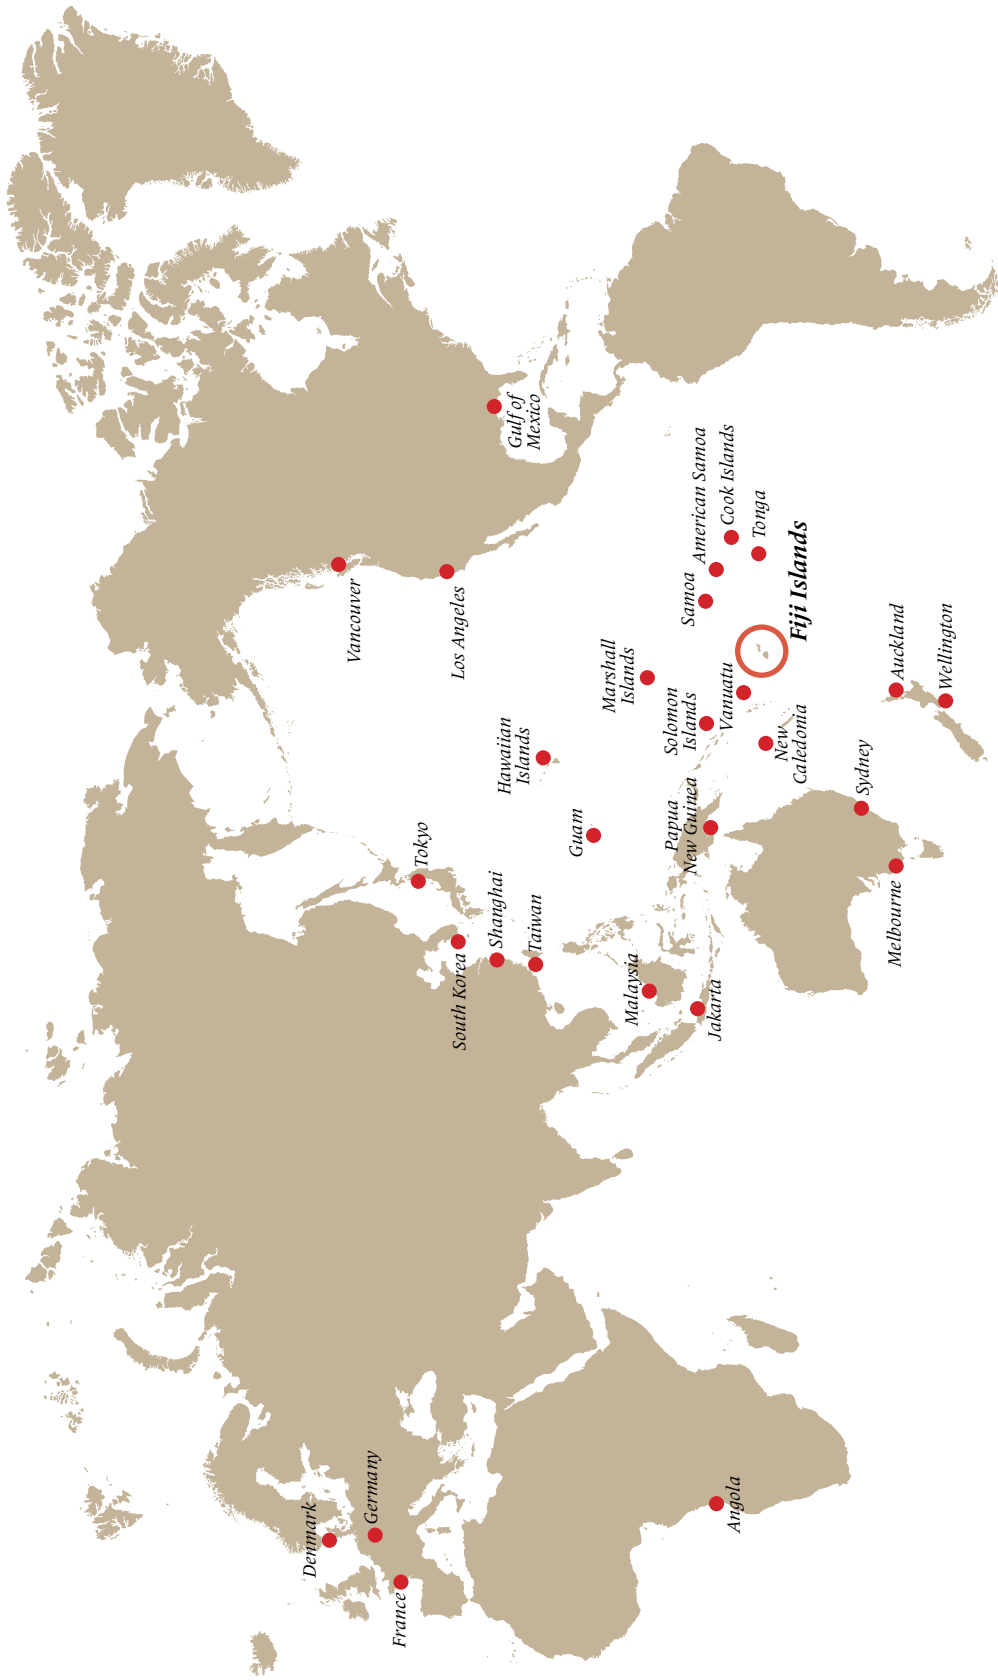 Denmark
Germany
France
Angola
Tokyo
South Korea
Shanghai
Taiwan
Malaysia
Jakarta
Guam
Papua
New Guinea
Hawaiian
Islands
Marshall
Islands
Solomon
Islands
Vanuatu
New
Caledonia
Melbourne
Sydney
Auckland
Wellington
Fiji Islands
Samoa
American Samoa
Cook Islands
Tonga
Vancouver
Los Angeles
Gulf of
Mexico